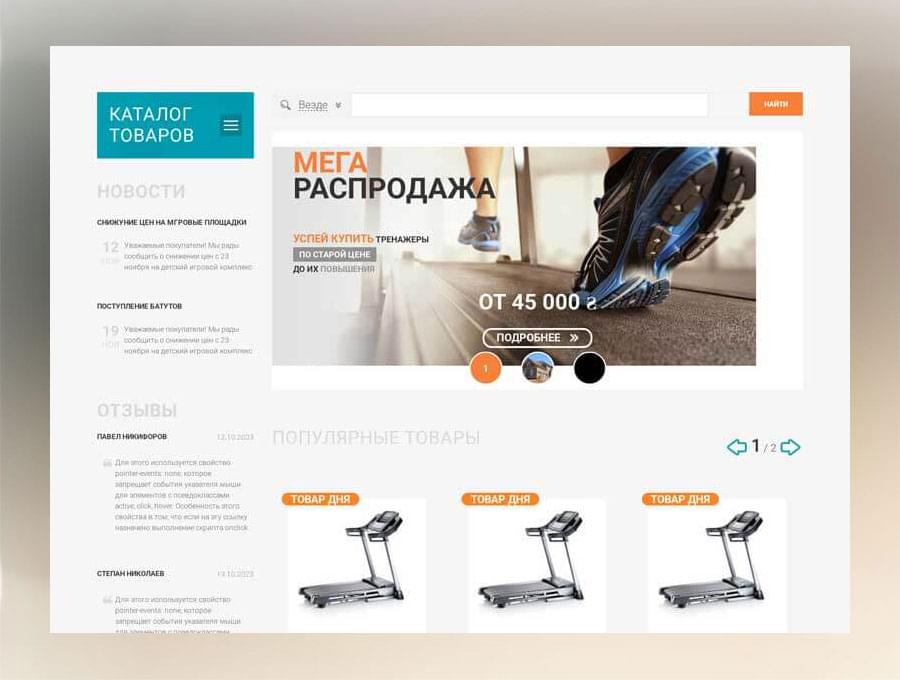 КАТАЛОГ
ТОВАРОВ
Везде
НАЙТИ
НОВОСТИ
СНИЖУНИЕ ЦЕН НА МГРОВЫЕ ПЛОЩАДКИ
12
НОЯ
Уважаемые покупатели! Мы рады
сообщить о снижении цен с 23
ноября на детский игровой комплекс
ПОСТУПЛЕНИЕ БАТУТОВ
19
НОЯ
Уважаемые покупатели! Мы рады
сообщить о снижении цен с 23
ноября на детский игровой комплекс
ОТЗЫВЫ
ПАВЕЛ НИКИФОРОВ 12.10.2023
Для этого используется свойство
pointer-events: none, которое
запрещает события указателя мыши
для элементов с псевдоклассами -
active, click, hover. Особенность этого
свойства в том, что если на эту ссылку
назначено выполнение скрипта onclick
СТЕПАН НИКОЛАЕВ 19.10.2023
Для этого используется свойство
pointer-events: none, которое
запрещает события указателя мыши
для элементов с псевдоклассами -
МЕГА
РАСПРОДАЖА
УСПЕЙ КУПИТЬ ТРЕНАЖЕРЫ
ПО СТАРОЙ ЦЕНЕ
ДО ИХ ПОВЫШЕНИЯ
ОТ 45 000 ₴
ПОДРОБНЕЕ »
1
ПОПУЛЯРНЫЕ ТОВАРЫ
1 / 2
ТОВАР ДНЯ
ТОВАР ДНЯ
ТОВАР ДНЯ